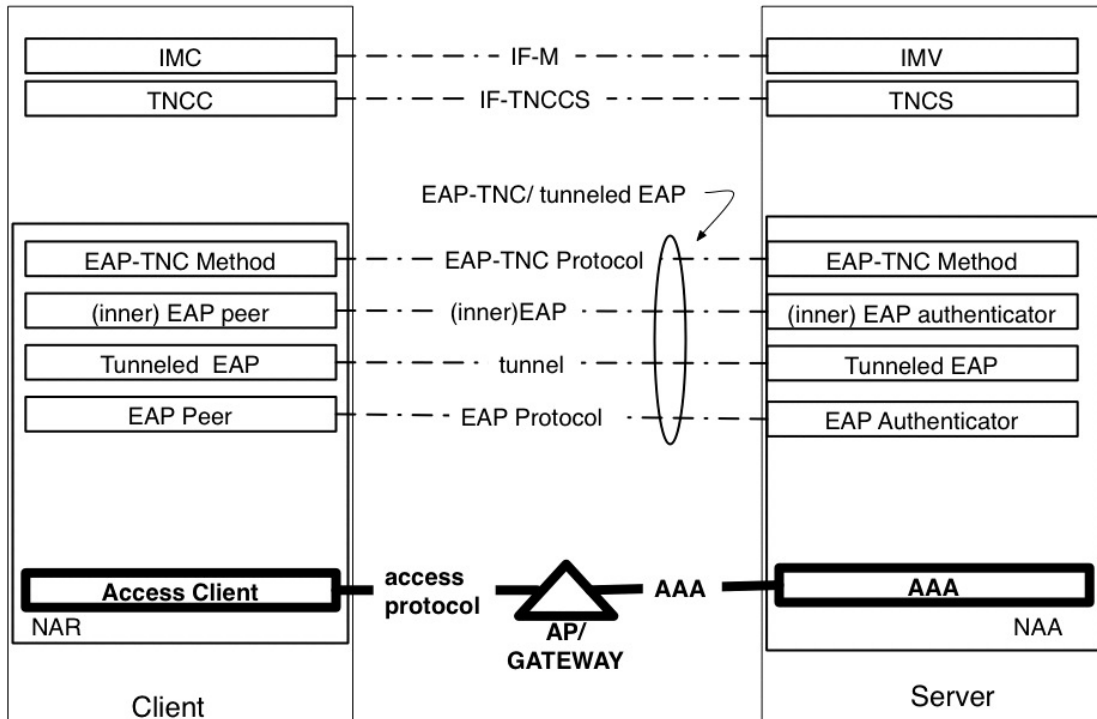 IMC IF-M IMV
TNCC IF-TNCCS TNCS
EAP-TNC/ tunneled EAP
EAP-TNC Method EAP-TNC Protocol EAP-TNC Method
(inner) EAP peer (inner)EAP (inner) EAP authenticator
Tunneled EAP tunnel Tunneled EAP
EAP Peer EAP Protocol EAP Authenticator
Access Client access protocol AAA AAA
NAR AP/ GATEWAY NAA
Client Server